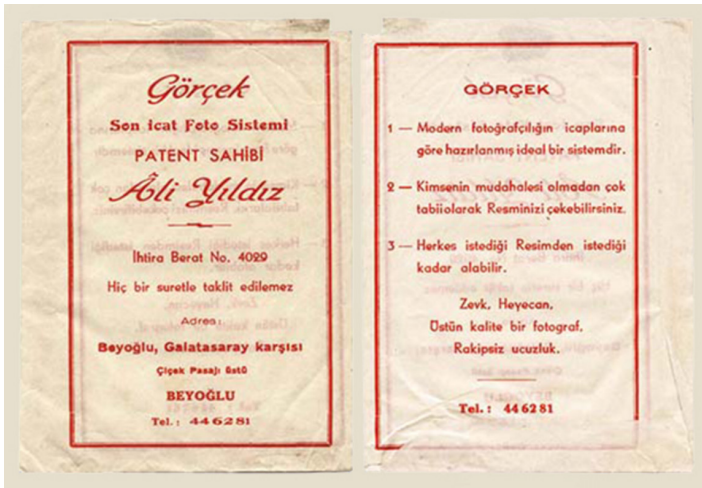 Görçek
Son icat Foto Sistemi
PATENT SAHİBİ
Âli Yıldız
İhtira Berat No. 4029
Hiç bir suretle taklit edilemez
Adres:
Beyoğlu, Galatasaray karşısı
Çiçek Pasajı üstü
BEYOĞLU
Tel.: 446281
GÖRÇEK
1 — Modern fotoğrafçılığın icaplarına
göre hazırlanmış ideal bir sistemdir.
2 — Kimsenin mudahalesi olmadan çok
tabiiolarak Resminizi çekebilirsiniz.
3 — Herkes istediği Resimden istediği
kadar alabilir.
Zevk, Heyecan,
Üstün kalite bir fotograf,
Rakipsiz ucuzluk.
Tel.: 446281